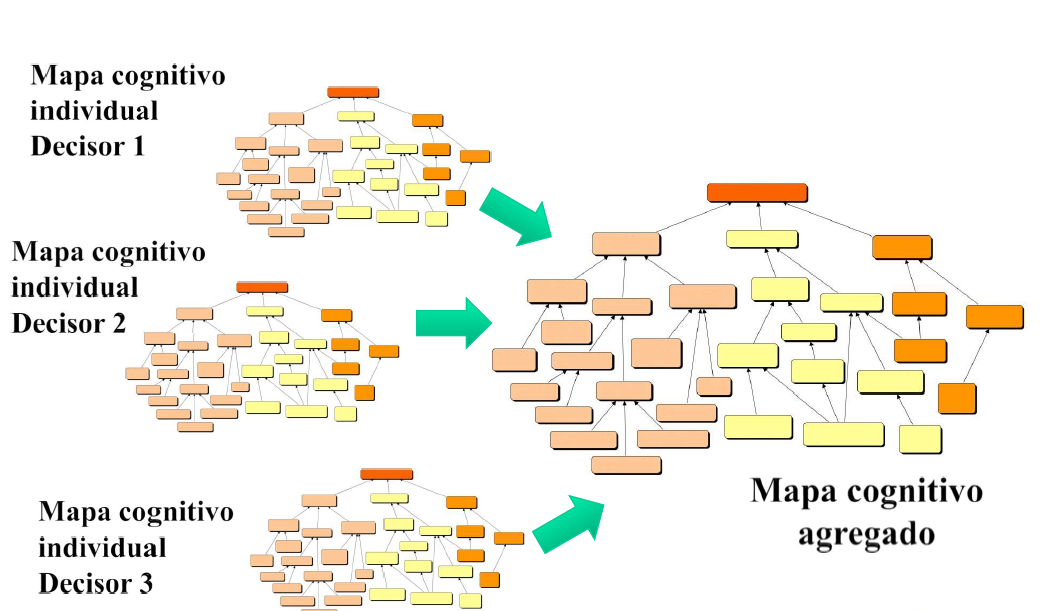 Mapa cognitivo
individual
Decisor 1
Mapa cognitivo
individual
Decisor 2
Mapa cognitivo
individual
Decisor 3
Mapa cognitivo
agregado